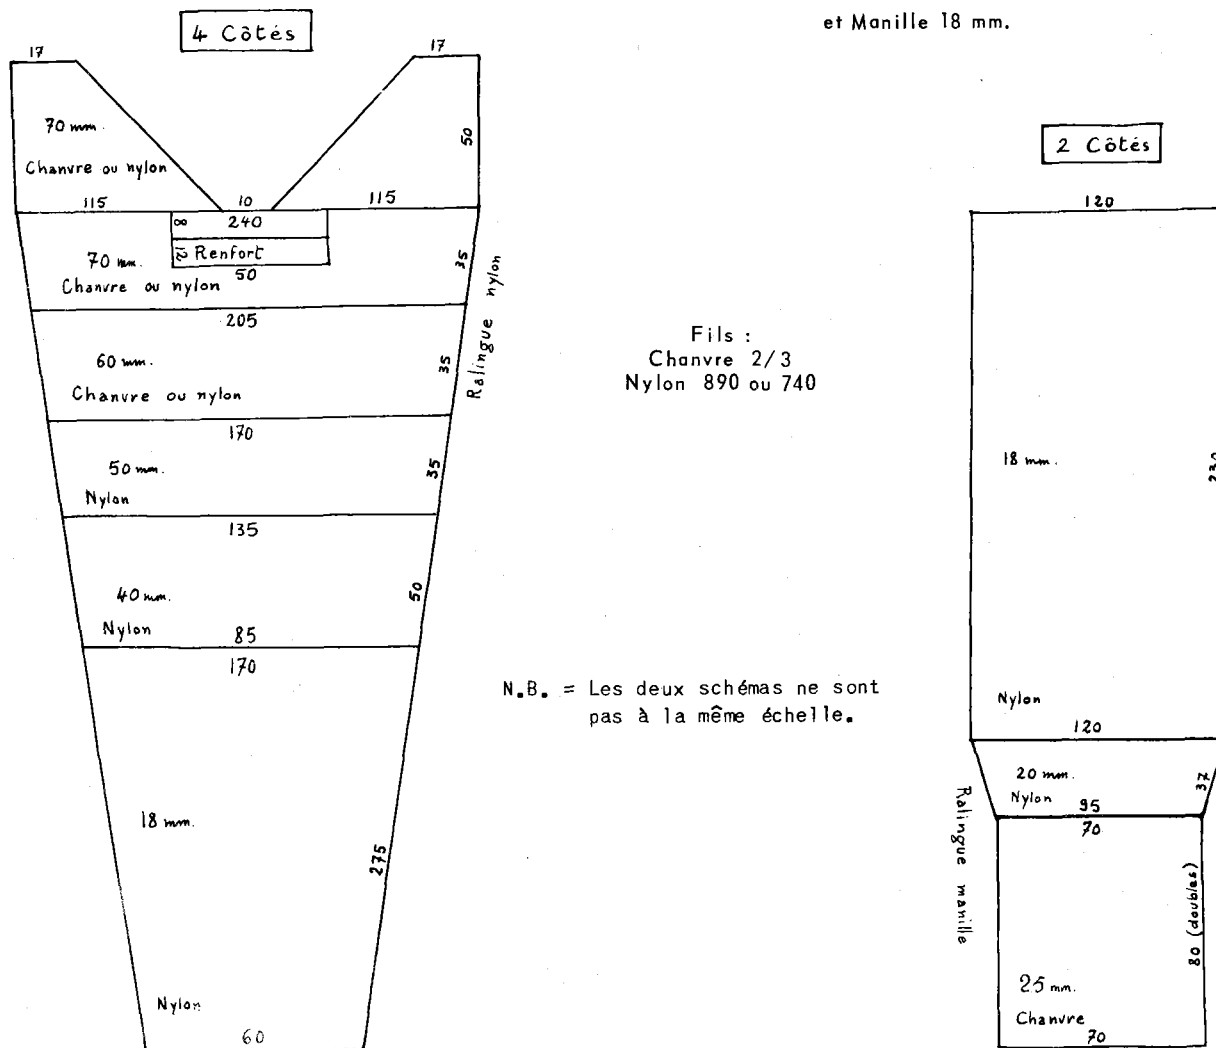 et Manille 18 mm.
4 Côtés
17
17
70 mm.
50
Chanvre ou nylon
115
10
115
8
240
12
Renfort
50
70 mm.
Chanvre ou nylon
35
Ralingue nylon
205
60 mm.
35
Chanvre ou nylon
170
50 mm.
35
Nylon
135
40 mm.
50
Nylon
85
170
18 mm.
275
Nylon
60
Fils :
Chanvre 2/3
Nylon 890 ou 740
N.B. = Les deux schémas ne sont
pas à la même échelle.
2 Côtés
120
18 mm.
230
Nylon
120
20 mm.
37
Nylon
95
Ralingue manille
70
80 (doubles)
25 mm.
Chanvre
70